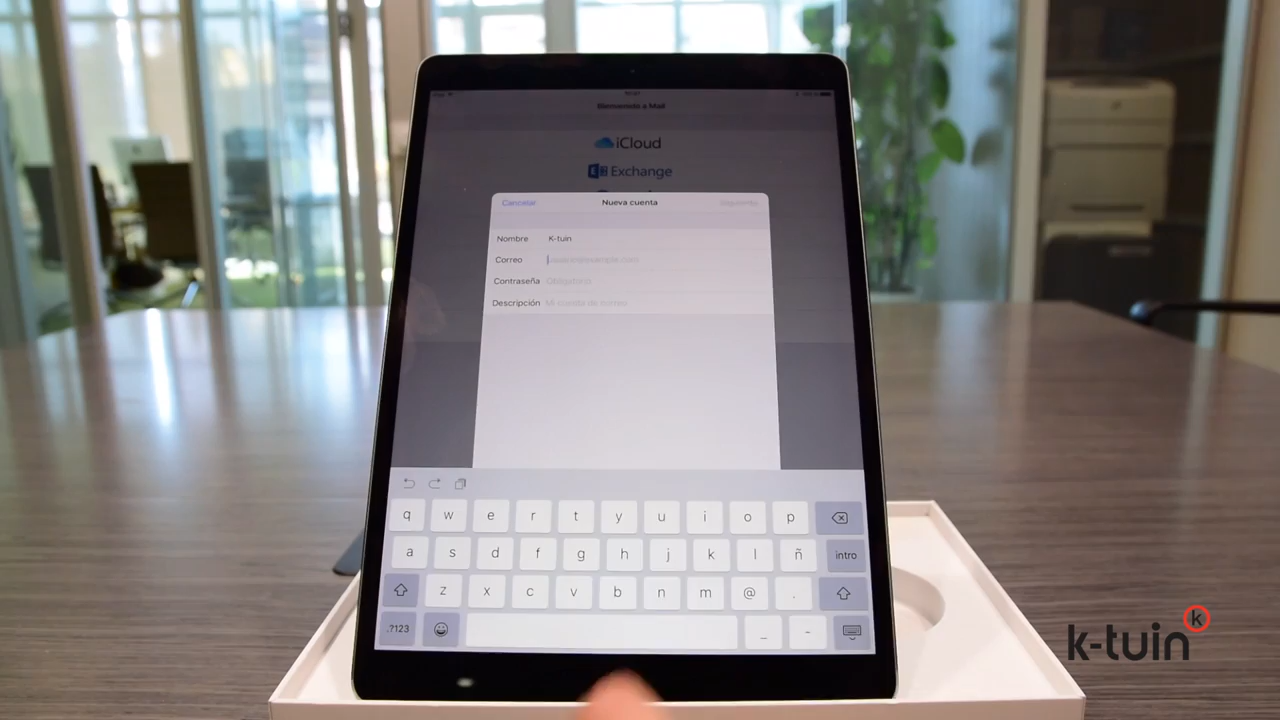 Bienvenido a Mail
iCloud
Exchange
Cancelar Nueva cuenta Siguiente
Nombre K-tuin
Correo usuario@example.com
Contraseña Obligatorio
Descripción Mi cuenta de correo
q w e r t y u i o p
a s d f g h j k l ñ intro
z x c v b n m @ .
.?123 _ -
k-tuin k